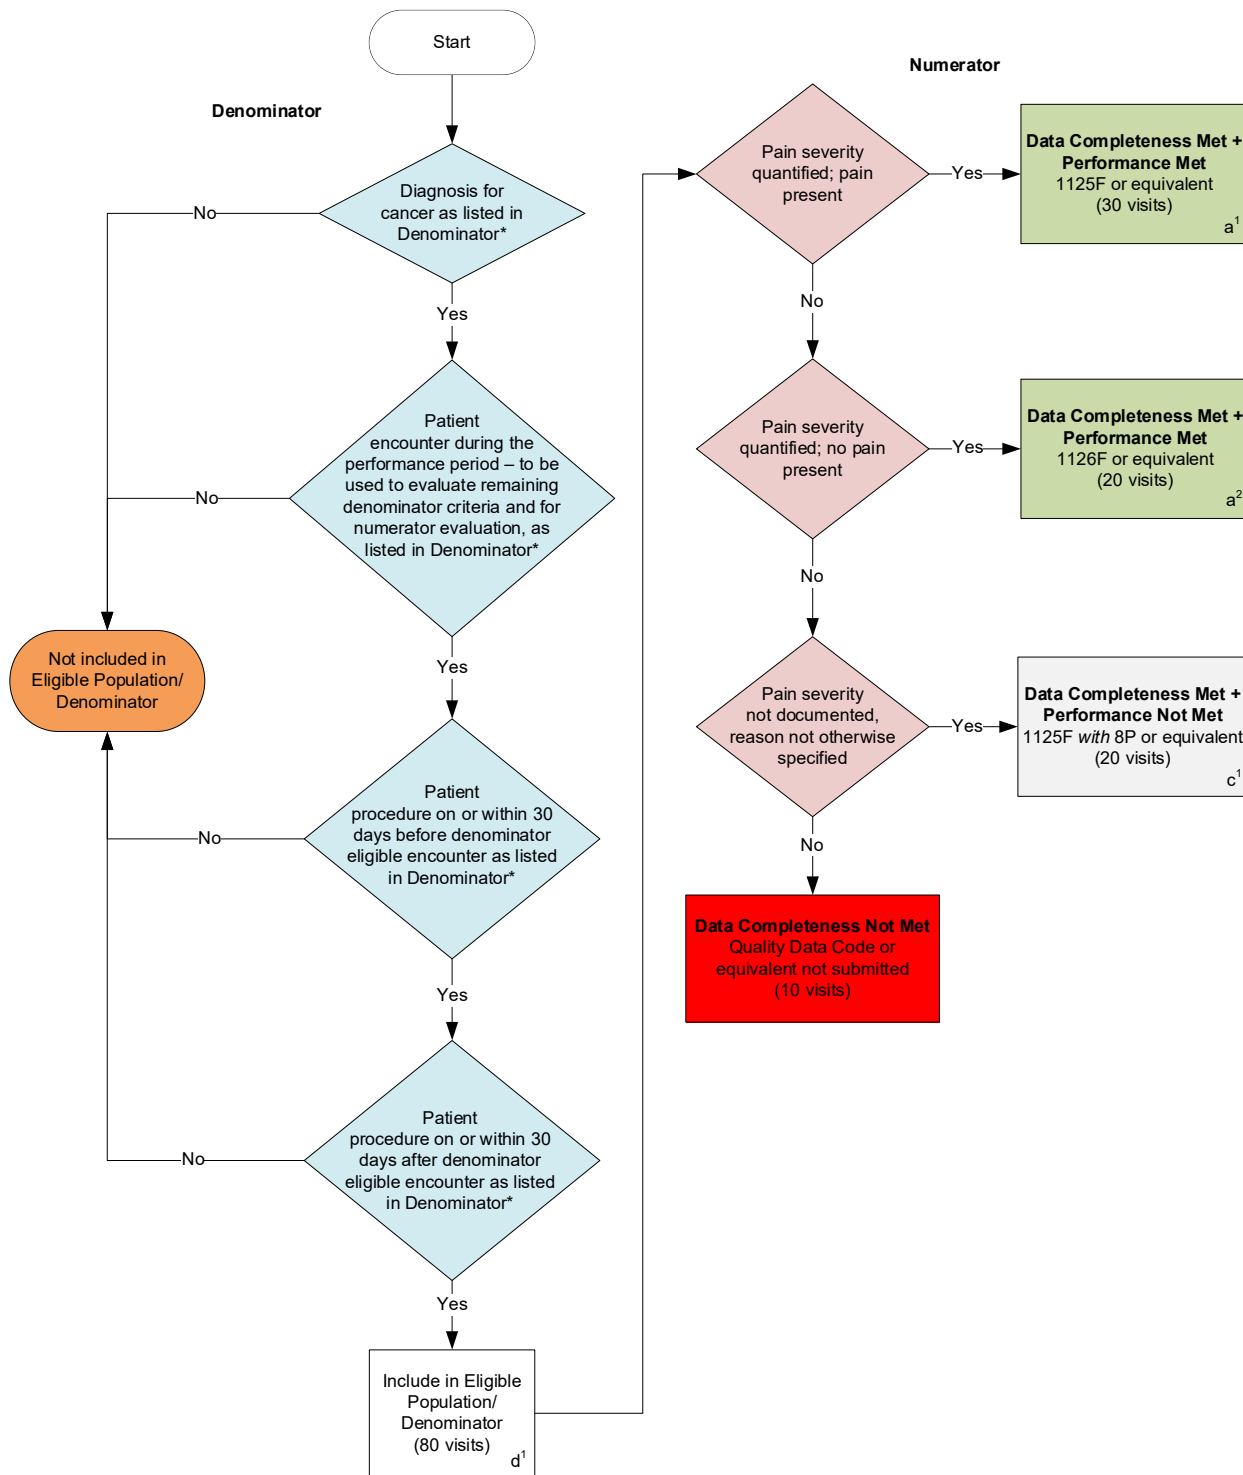 Start
Denominator
Diagnosis for
cancer as listed in
Denominator*
No
Yes
Patient
encounter during the
performance period – to be
used to evaluate remaining
denominator criteria and for
numerator evaluation, as
listed in Denominator*
No
Yes
Not included in
Eligible Population/
Denominator
Patient
procedure on or within 30
days before denominator
eligible encounter as listed
in Denominator*
No
Yes
Patient
procedure on or within 30
days after denominator
eligible encounter as listed
in Denominator*
No
Yes
Include in Eligible
Population/
Denominator
(80 visits)
d¹
Numerator
Pain severity
quantified; pain
present
Yes
Data Completeness Met +
Performance Met
1125F or equivalent
(30 visits)
a¹
No
Pain severity
quantified; no pain
present
Yes
Data Completeness Met +
Performance Met
1126F or equivalent
(20 visits)
a²
No
Pain severity
not documented,
reason not otherwise
specified
Yes
Data Completeness Met +
Performance Not Met
1125F with 8P or equivalent
(20 visits)
c¹
No
Data Completeness Not Met
Quality Data Code or
equivalent not submitted
(10 visits)